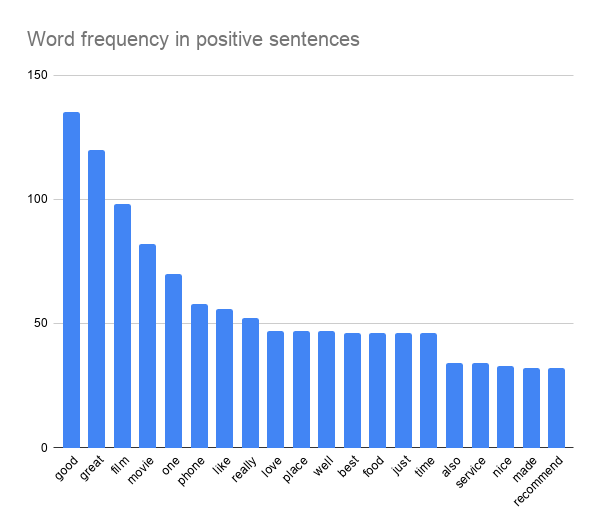 Word frequency in positive sentences
150
100
50
0
good great film movie one phone like really love place well best food just time also service nice made recommend